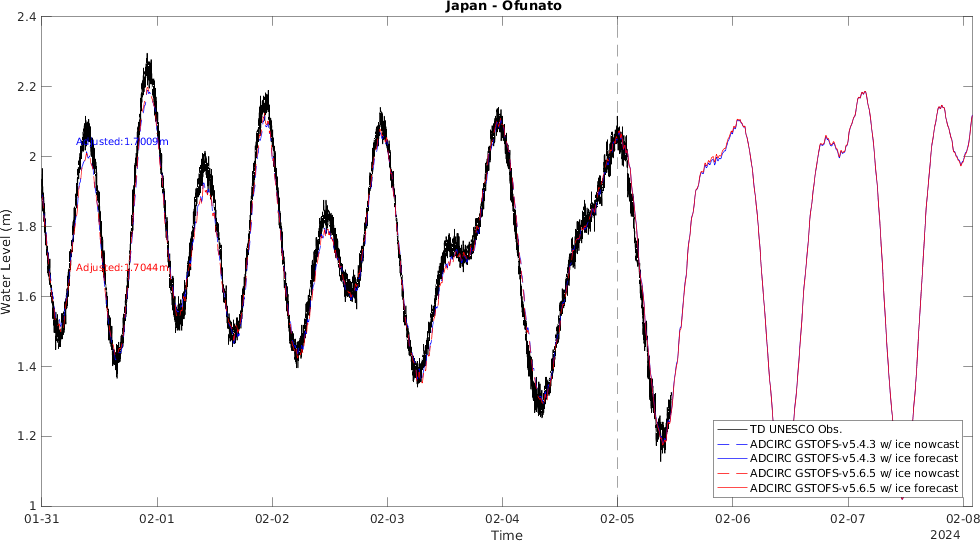 Japan - Ofunato
2.4
2.2
2
1.8
1.6
1.4
1.2
1
Water Level (m)
Adjusted:1.7009m
Adjusted:1.7044m
TD UNESCO Obs.
ADCIRC GSTOFS-v5.4.3 w/ ice nowcast
ADCIRC GSTOFS-v5.4.3 w/ ice forecast
ADCIRC GSTOFS-v5.6.5 w/ ice nowcast
ADCIRC GSTOFS-v5.6.5 w/ ice forecast
01-31 02-01 02-02 02-03 02-04 02-05 02-06 02-07 02-08
Time
2024